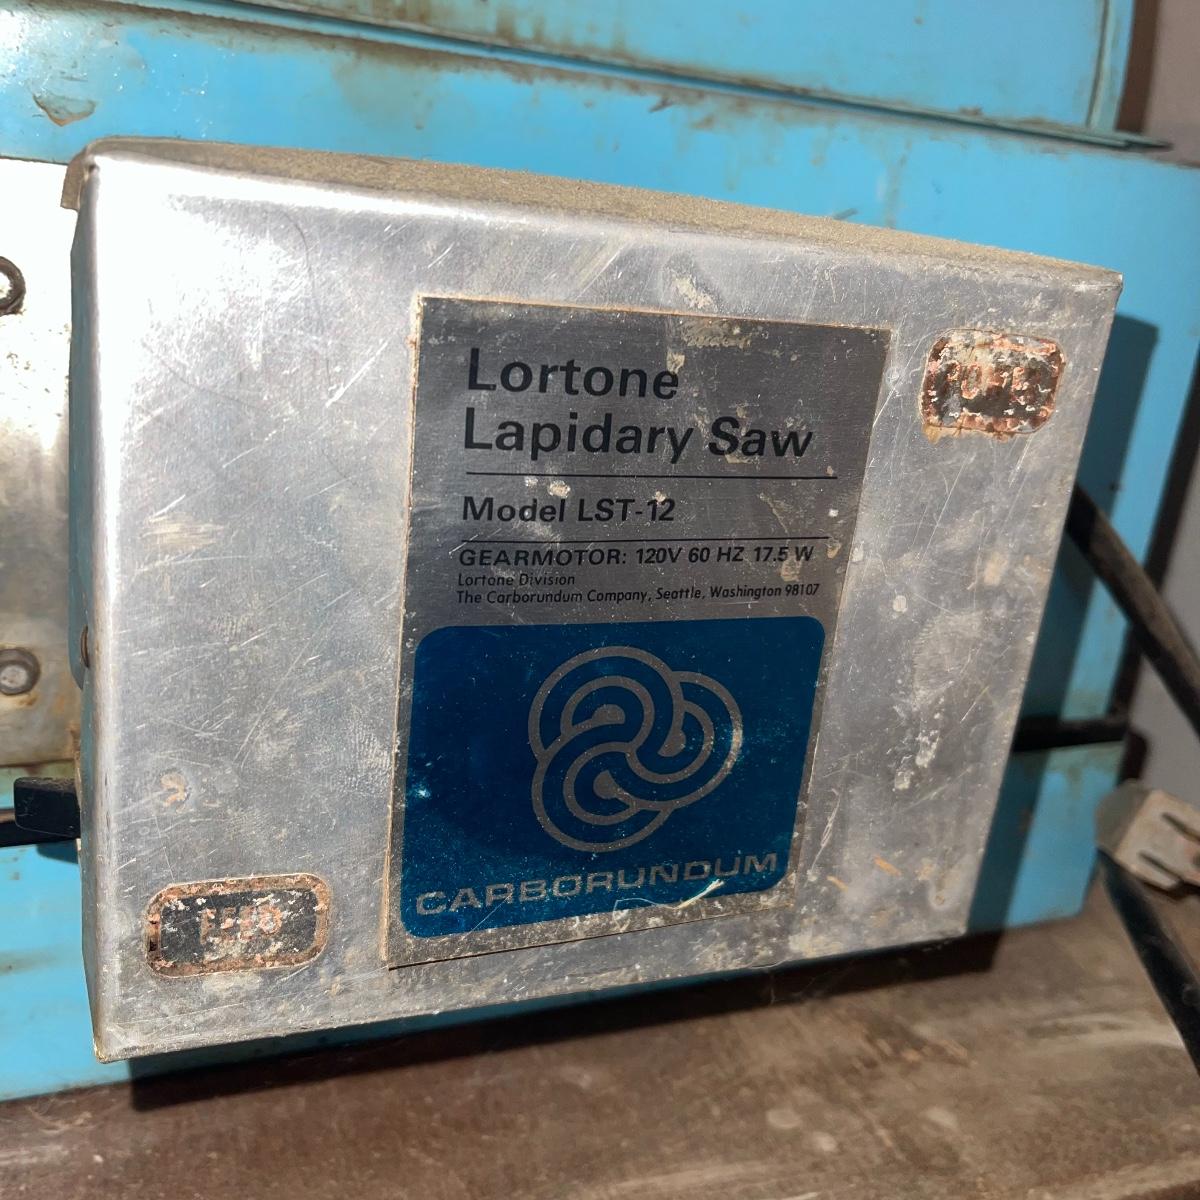 Lortone
Lapidary Saw
Model LST-12
GEARMOTOR: 120V 60 HZ 17.5 W
Lortone Division
The Carborundum Company, Seattle, Washington 98107
CARBORUNDUM
FEED